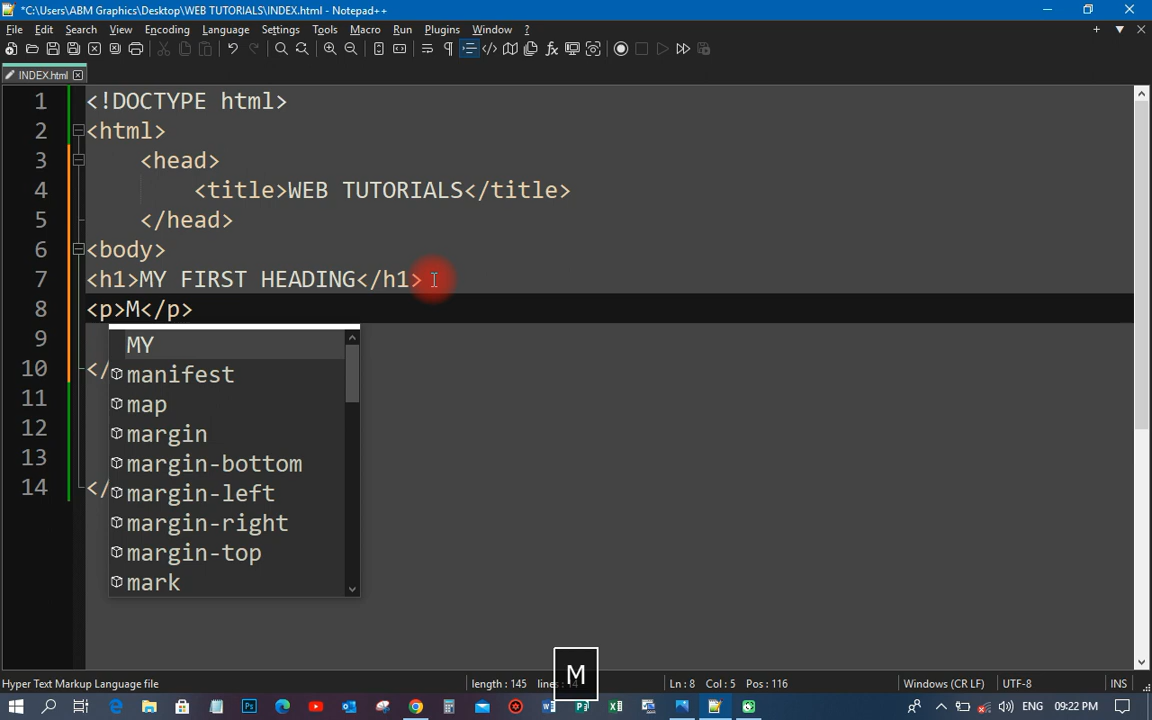 *C:\Users\ABM Graphics\Desktop\WEB TUTORIALS\INDEX.html - Notepad++
File Edit Search View Encoding Language Settings Tools Macro Run Plugins Window ?
INDEX.html
1 <!DOCTYPE html>
2 <html>
3 <head>
4 <title>WEB TUTORIALS</title>
5 </head>
6 <body>
7 <h1>MY FIRST HEADING</h1>
8 <p>M</p>
9
10 </
11
12
13
14 </
MY
manifest
map
margin
margin-bottom
margin-left
margin-right
margin-top
mark
M
Hyper Text Markup Language file length : 145 lines Ln : 8 Col : 5 Pos : 116 Windows (CR LF) UTF-8 INS
ENG 09:22 PM